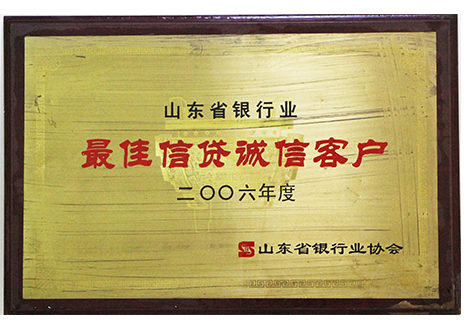 山东省银行业
最佳信贷诚信客户
二〇〇六年度
山东省银行业协会